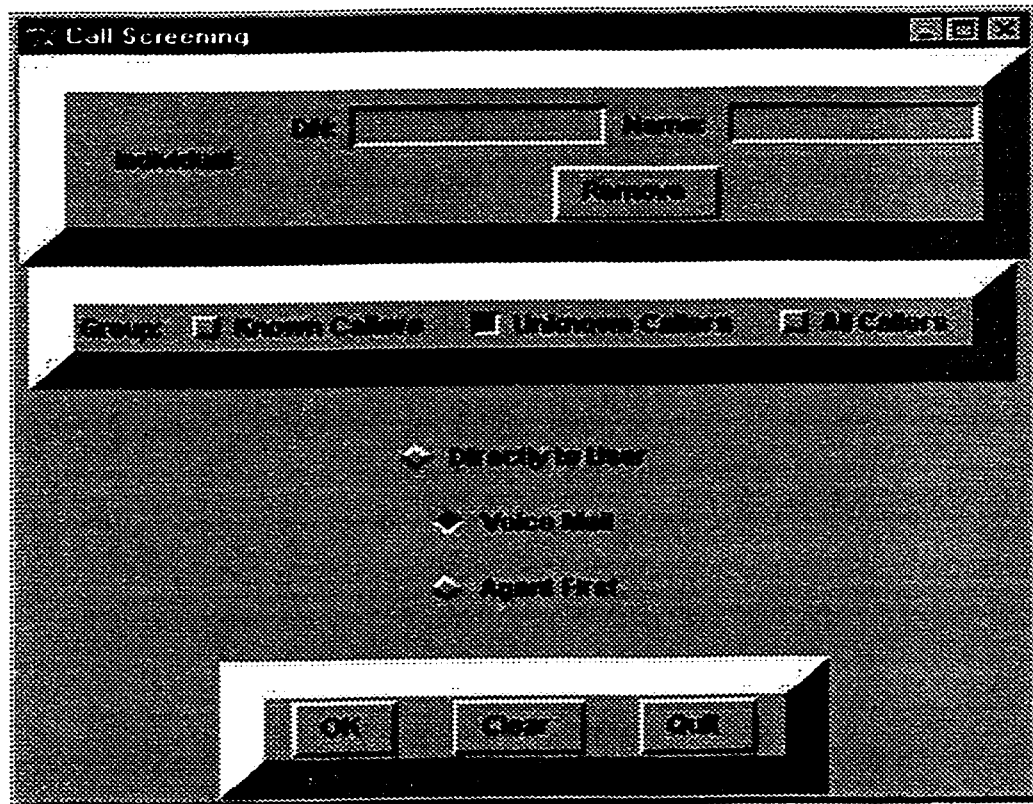 Call Screening
DN: Name:
Individual
Remove
Group: Known Callers Unknown Callers All Callers
Directly to User
Voice Mail
Agent First
OK Clear Quit